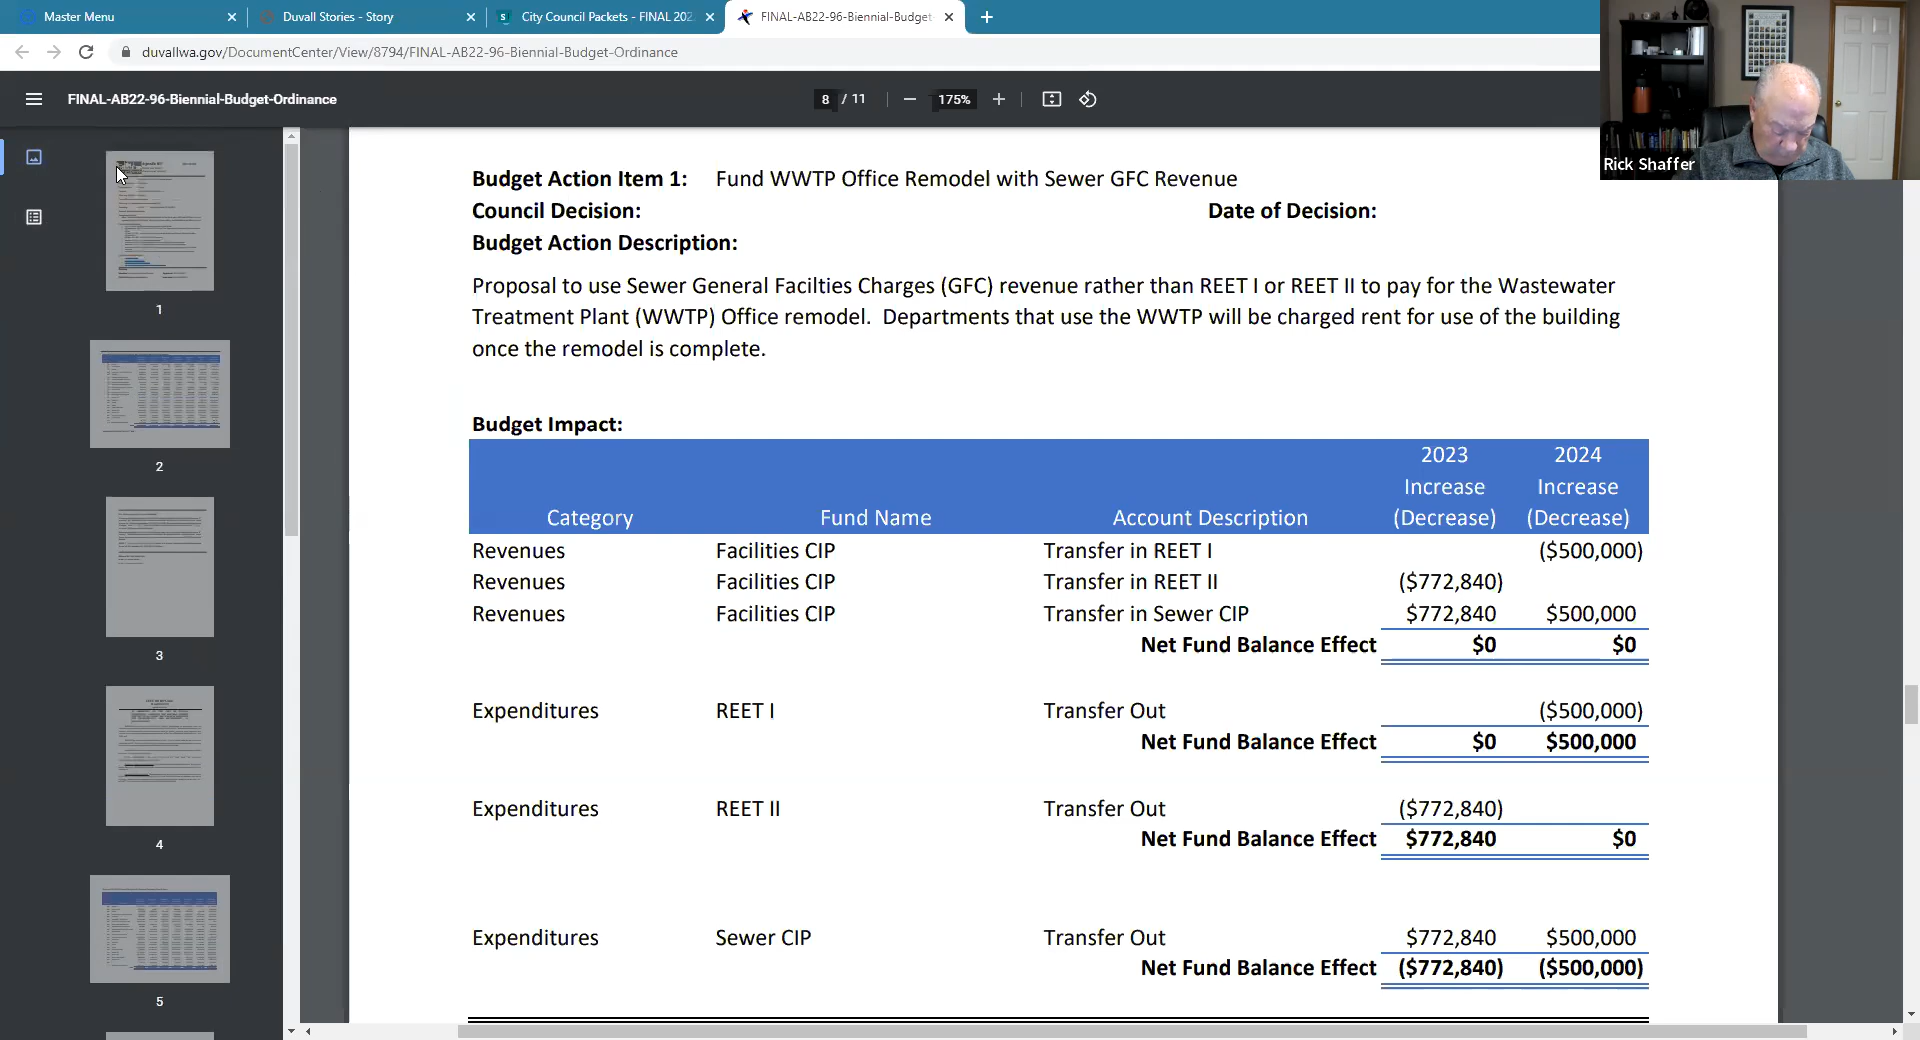 Master Menu
Duvall Stories - Story
City Council Packets - FINAL 202
FINAL-AB22-96-Biennial-Budget-
duvallwa.gov/DocumentCenter/View/8794/FINAL-AB22-96-Biennial-Budget-Ordinance
FINAL-AB22-96-Biennial-Budget-Ordinance
8 / 11
175%
Rick Shaffer
1
2
3
4
5
Budget Action Item 1: Fund WWTP Office Remodel with Sewer GFC Revenue
Council Decision: Date of Decision:
Budget Action Description:
Proposal to use Sewer General Facilties Charges (GFC) revenue rather than REET I or REET II to pay for the Wastewater
Treatment Plant (WWTP) Office remodel. Departments that use the WWTP will be charged rent for use of the building
once the remodel is complete.
Budget Impact:
2023 2024
Increase Increase
Category Fund Name Account Description (Decrease) (Decrease)
Revenues Facilities CIP Transfer in REET I ($500,000)
Revenues Facilities CIP Transfer in REET II ($772,840)
Revenues Facilities CIP Transfer in Sewer CIP $772,840 $500,000
Net Fund Balance Effect $0 $0
Expenditures REET I Transfer Out ($500,000)
Net Fund Balance Effect $0 $500,000
Expenditures REET II Transfer Out ($772,840)
Net Fund Balance Effect $772,840 $0
Expenditures Sewer CIP Transfer Out $772,840 $500,000
Net Fund Balance Effect ($772,840) ($500,000)